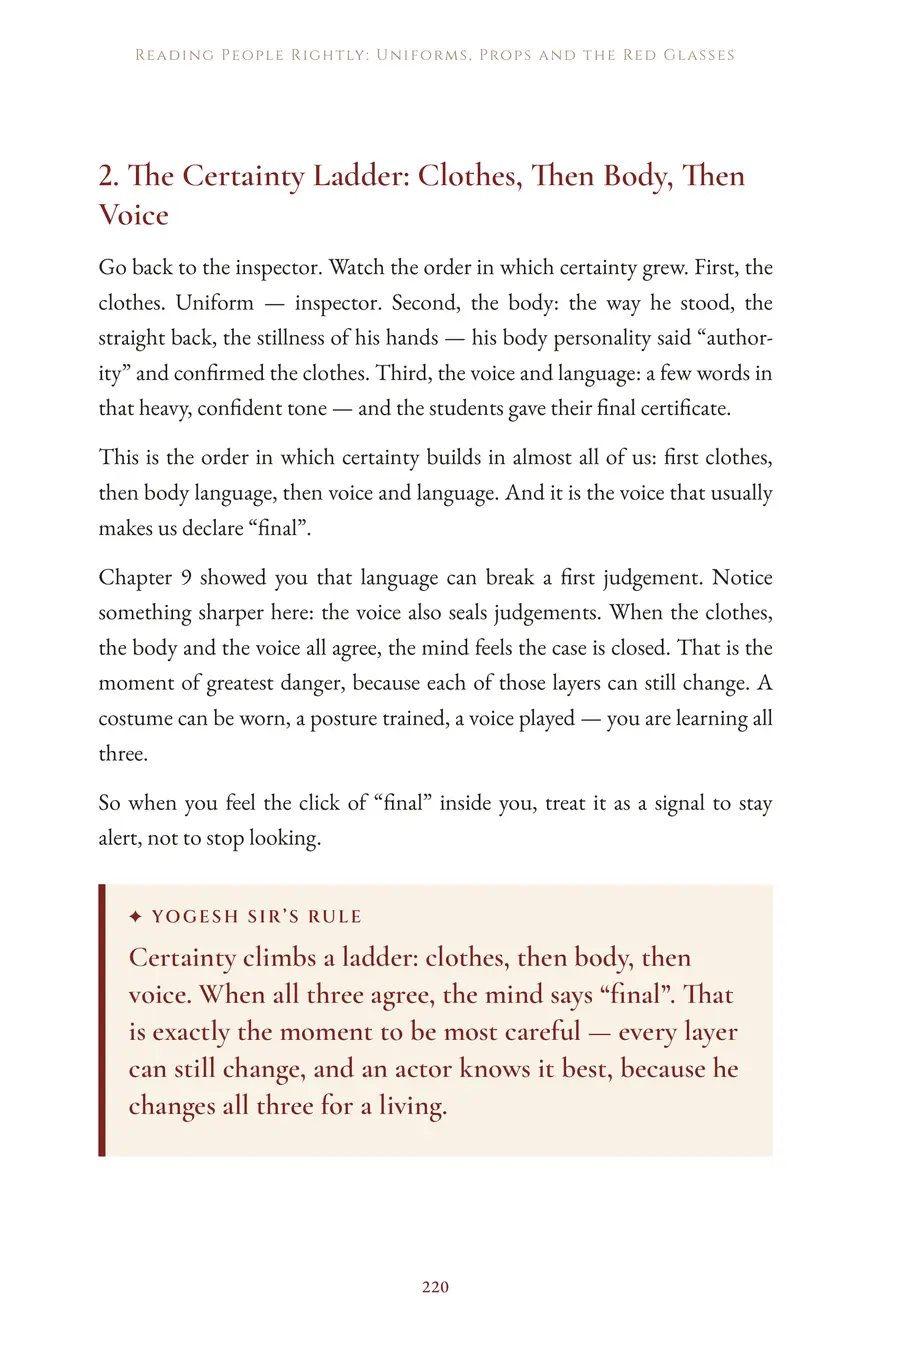 Reading People Rightly: Uniforms, Props and the Red Glasses
2. The Certainty Ladder: Clothes, Then Body, Then
Voice
Go back to the inspector. Watch the order in which certainty grew. First, the
clothes. Uniform — inspector. Second, the body: the way he stood, the
straight back, the stillness of his hands — his body personality said “author-
ity” and confirmed the clothes. Third, the voice and language: a few words in
that heavy, confident tone — and the students gave their final certificate.
This is the order in which certainty builds in almost all of us: first clothes,
then body language, then voice and language. And it is the voice that usually
makes us declare “final”.
Chapter 9 showed you that language can break a first judgement. Notice
something sharper here: the voice also seals judgements. When the clothes,
the body and the voice all agree, the mind feels the case is closed. That is the
moment of greatest danger, because each of those layers can still change. A
costume can be worn, a posture trained, a voice played — you are learning all
three.
So when you feel the click of “final” inside you, treat it as a signal to stay
alert, not to stop looking.
✦ YOGESH SIR’S RULE
Certainty climbs a ladder: clothes, then body, then
voice. When all three agree, the mind says “final”. That
is exactly the moment to be most careful — every layer
can still change, and an actor knows it best, because he
changes all three for a living.
220